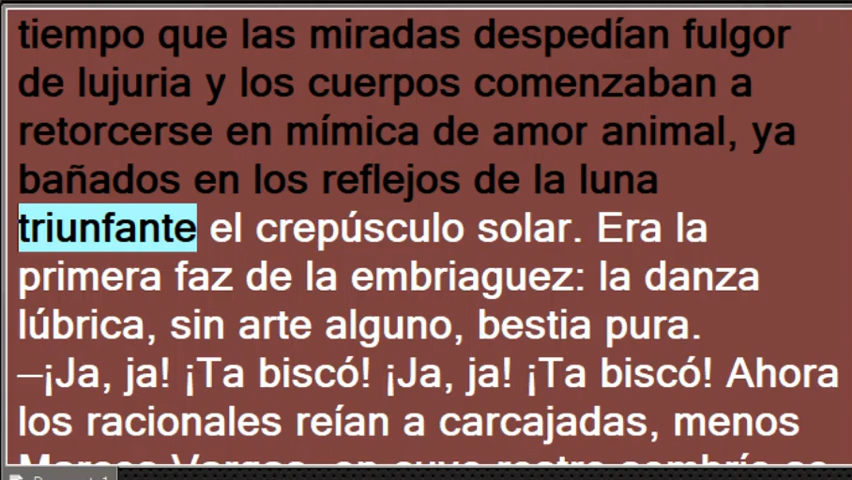 tiempo que las miradas despedían fulgor
de lujuria y los cuerpos comenzaban a
retorcerse en mímica de amor animal, ya
bañados en los reflejos de la luna
triunfante el crepúsculo solar. Era la
primera faz de la embriaguez: la danza
lúbrica, sin arte alguno, bestia pura.
–¡Ja, ja! ¡Ta biscó! ¡Ja, ja! ¡Ta biscó! Ahora
los racionales reían a carcajadas, menos